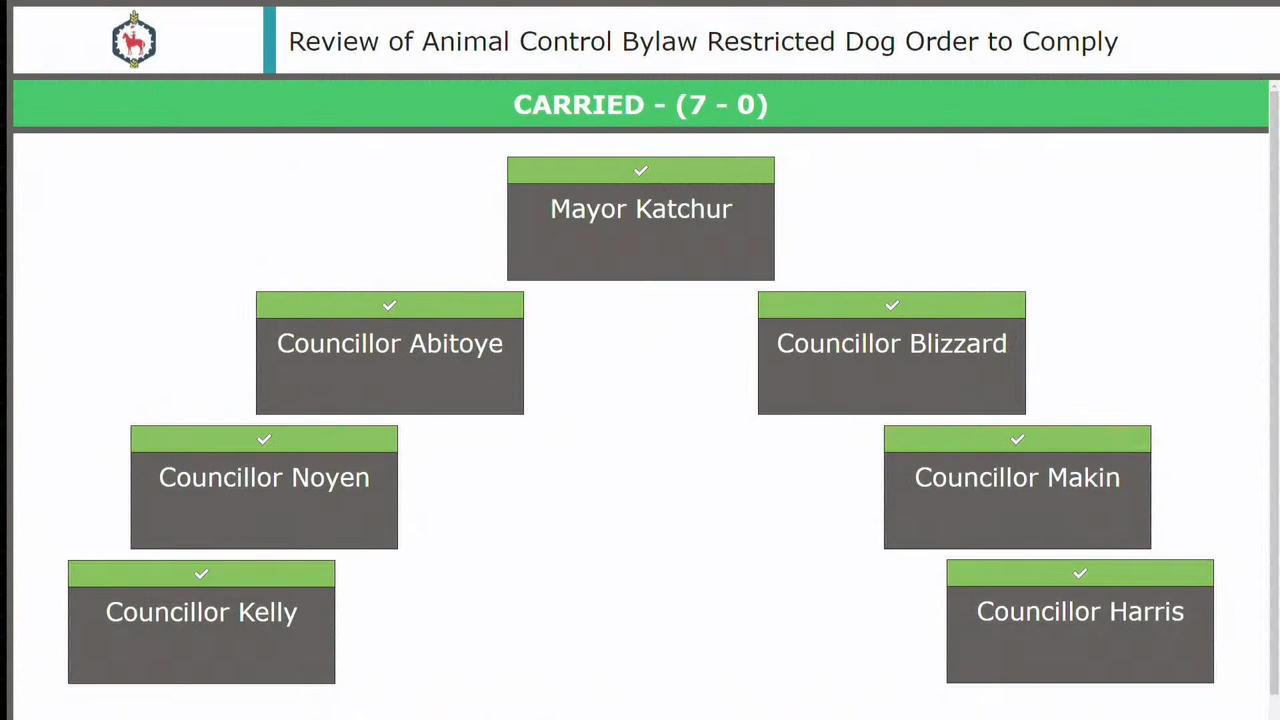 Review of Animal Control Bylaw Restricted Dog Order to Comply
CARRIED - (7 - 0)
Mayor Katchur
Councillor Abitoye
Councillor Blizzard
Councillor Noyen
Councillor Makin
Councillor Kelly
Councillor Harris